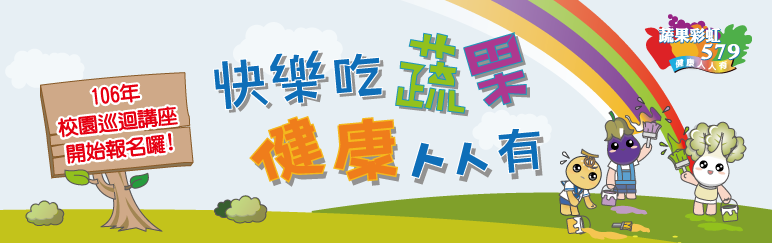 106年
校園巡迴講座
開始報名囉!
快樂吃蔬果
健康人人有
蔬果彩虹
579
健康人人有